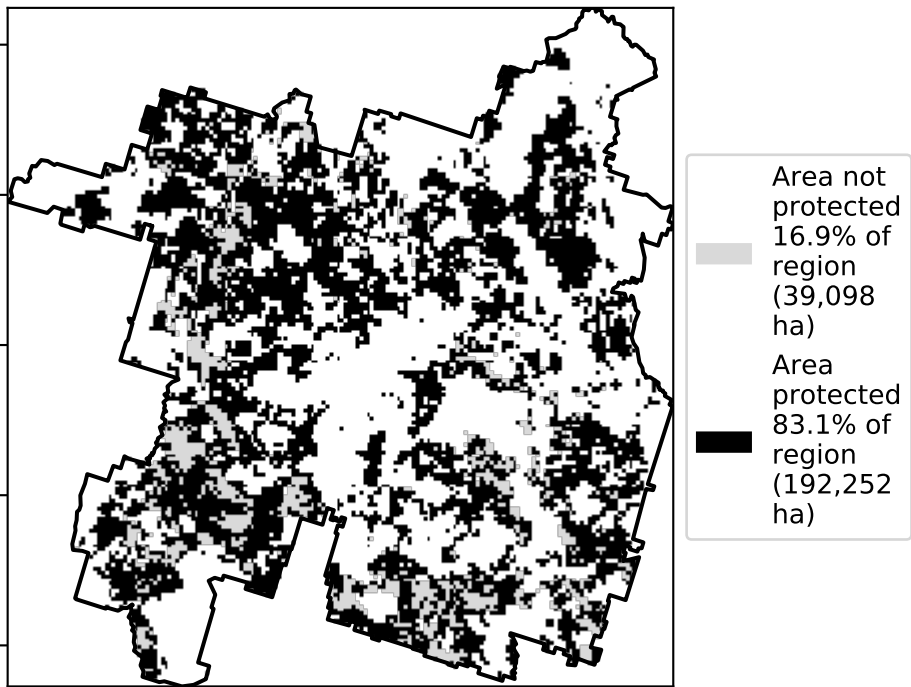 Area not
protected
16.9% of
region
(39,098
ha)
Area
protected
83.1% of
region
(192,252
ha)